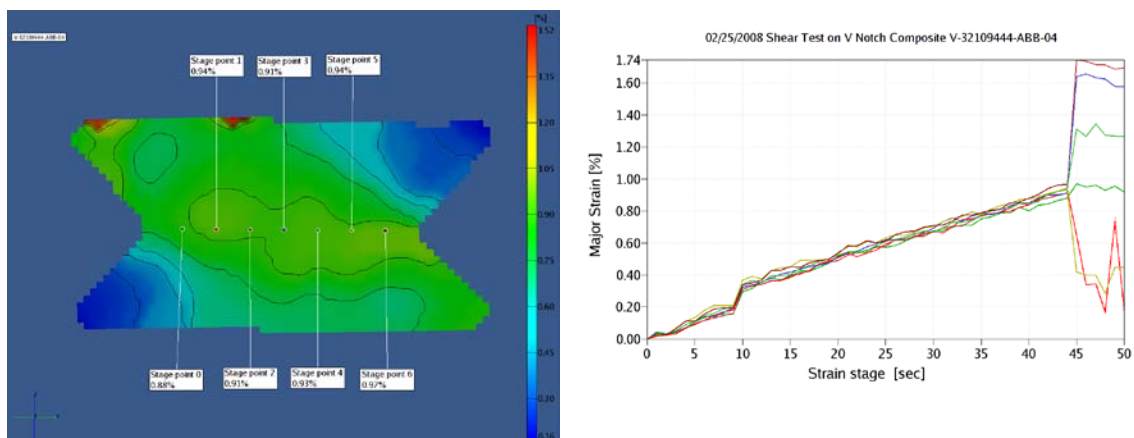 [%]
V-32109444-ABB-04
Stage point 1
0.94%
Stage point 3
0.91%
Stage point 5
0.94%
Stage point 0
0.88%
Stage point 2
0.91%
Stage point 4
0.93%
Stage point 6
0.97%
1.52
1.35
1.20
1.05
0.90
0.75
0.60
0.45
0.30
0.16
02/25/2008 Shear Test on V Notch Composite V-32109444-ABB-04
Major Strain [%]
1.74
1.60
1.40
1.20
1.00
0.80
0.60
0.40
0.20
0.00
0 5 10 15 20 25 30 35 40 45 50
Strain stage [sec]